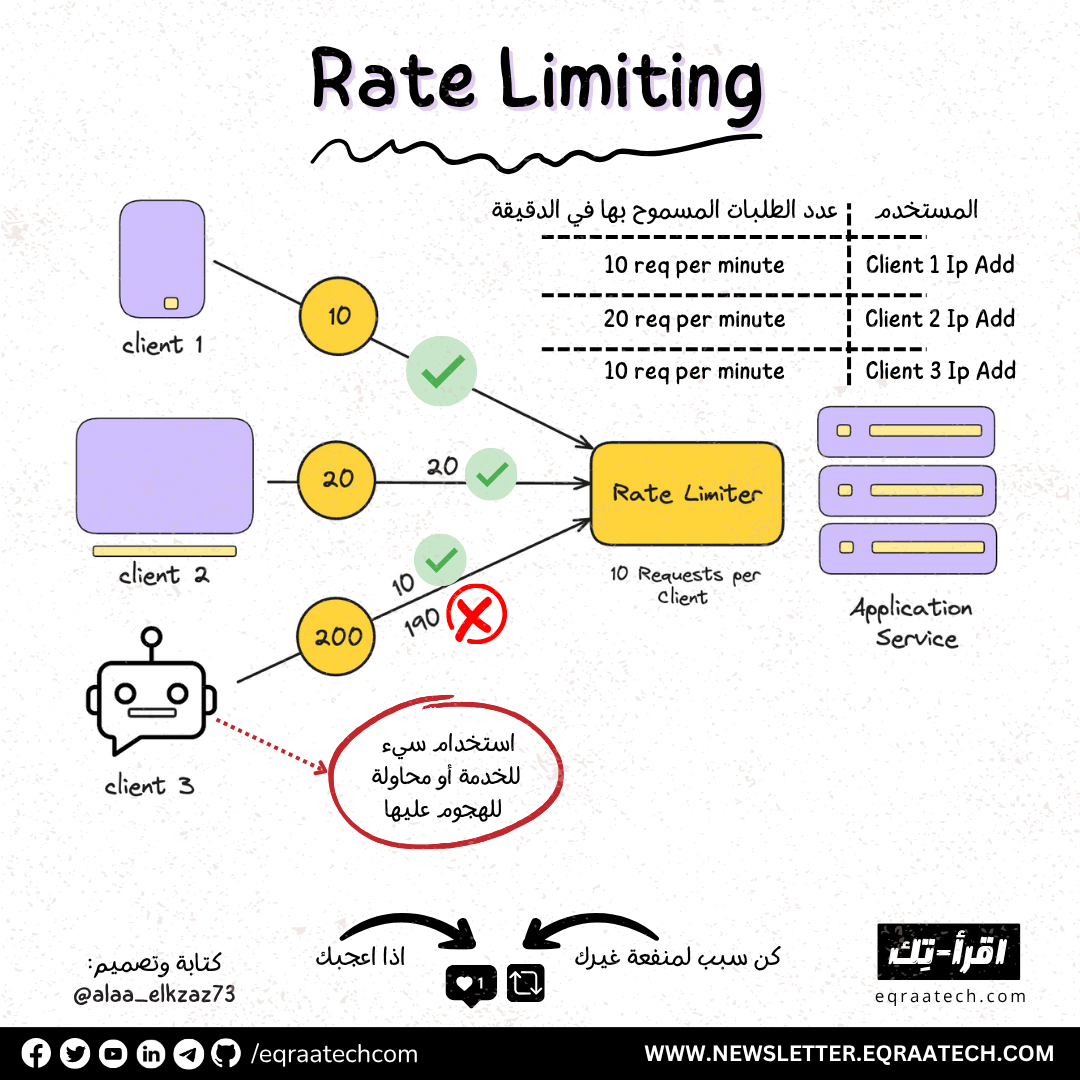 Rate Limiting
المستخدم
عدد الطلبات المسموح بها في الدقيقة
Client 1 Ip Add
10 req per minute
Client 2 Ip Add
20 req per minute
Client 3 Ip Add
10 req per minute
client 1
10
client 2
20
20
client 3
200
10
190
Rate Limiter
10 Requests per
Client
Application
Service
استخدام سيء
للخدمة أو محاولة
للهجوم عليها
كتابة وتصميم:
@alaa_elkzaz73
اذا اعجبك
1
كن سبب لمنفعة غيرك
اقرأ-تِك
eqraatech.com
/eqraatechcom
WWW.NEWSLETTER.EQRAATECH.COM